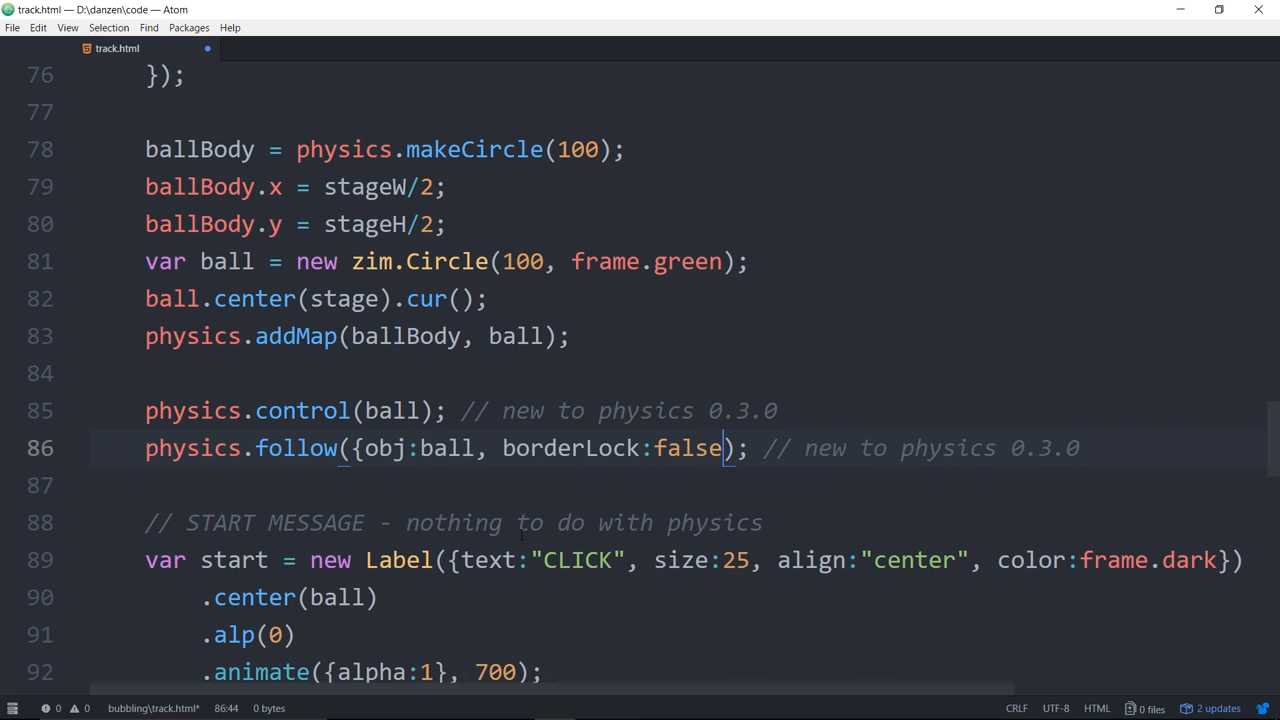 track.html — D:\danzen\code — Atom
File Edit View Selection Find Packages Help
track.html
76 });
77
78 ballBody = physics.makeCircle(100);
79 ballBody.x = stageW/2;
80 ballBody.y = stageH/2;
81 var ball = new zim.Circle(100, frame.green);
82 ball.center(stage).cur();
83 physics.addMap(ballBody, ball);
84
85 physics.control(ball); // new to physics 0.3.0
86 physics.follow({obj:ball, borderLock:false); // new to physics 0.3.0
87
88 // START MESSAGE - nothing to do with physics
89 var start = new Label({text:"CLICK", size:25, align:"center", color:frame.dark})
90 .center(ball)
91 .alp(0)
92 .animate({alpha:1}, 700);
0 0 bubbling\track.html* 86:44 0 bytes CRLF UTF-8 HTML 0 files 2 updates